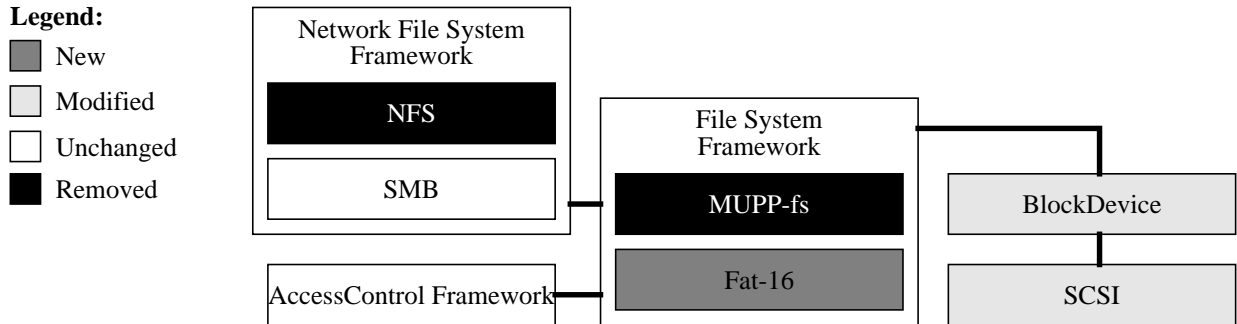 Legend:
New
Modified
Unchanged
Removed
Network File System
Framework
NFS
SMB
AccessControl Framework
File System
Framework
MUPP-fs
Fat-16
BlockDevice
SCSI